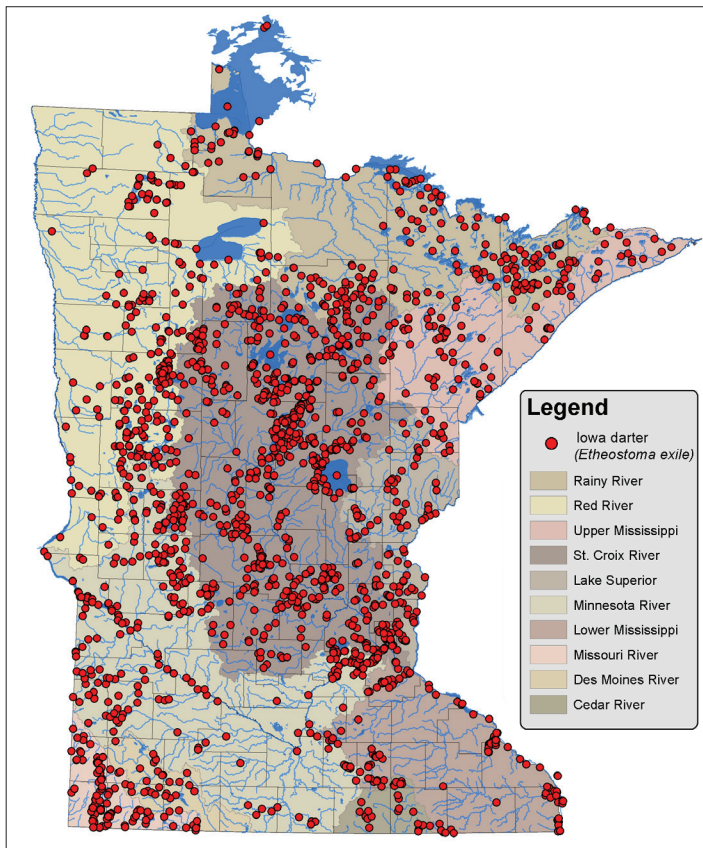 Legend
Iowa darter
(Etheostoma exile)
Rainy River
Red River
Upper Mississippi
St. Croix River
Lake Superior
Minnesota River
Lower Mississippi
Missouri River
Des Moines River
Cedar River